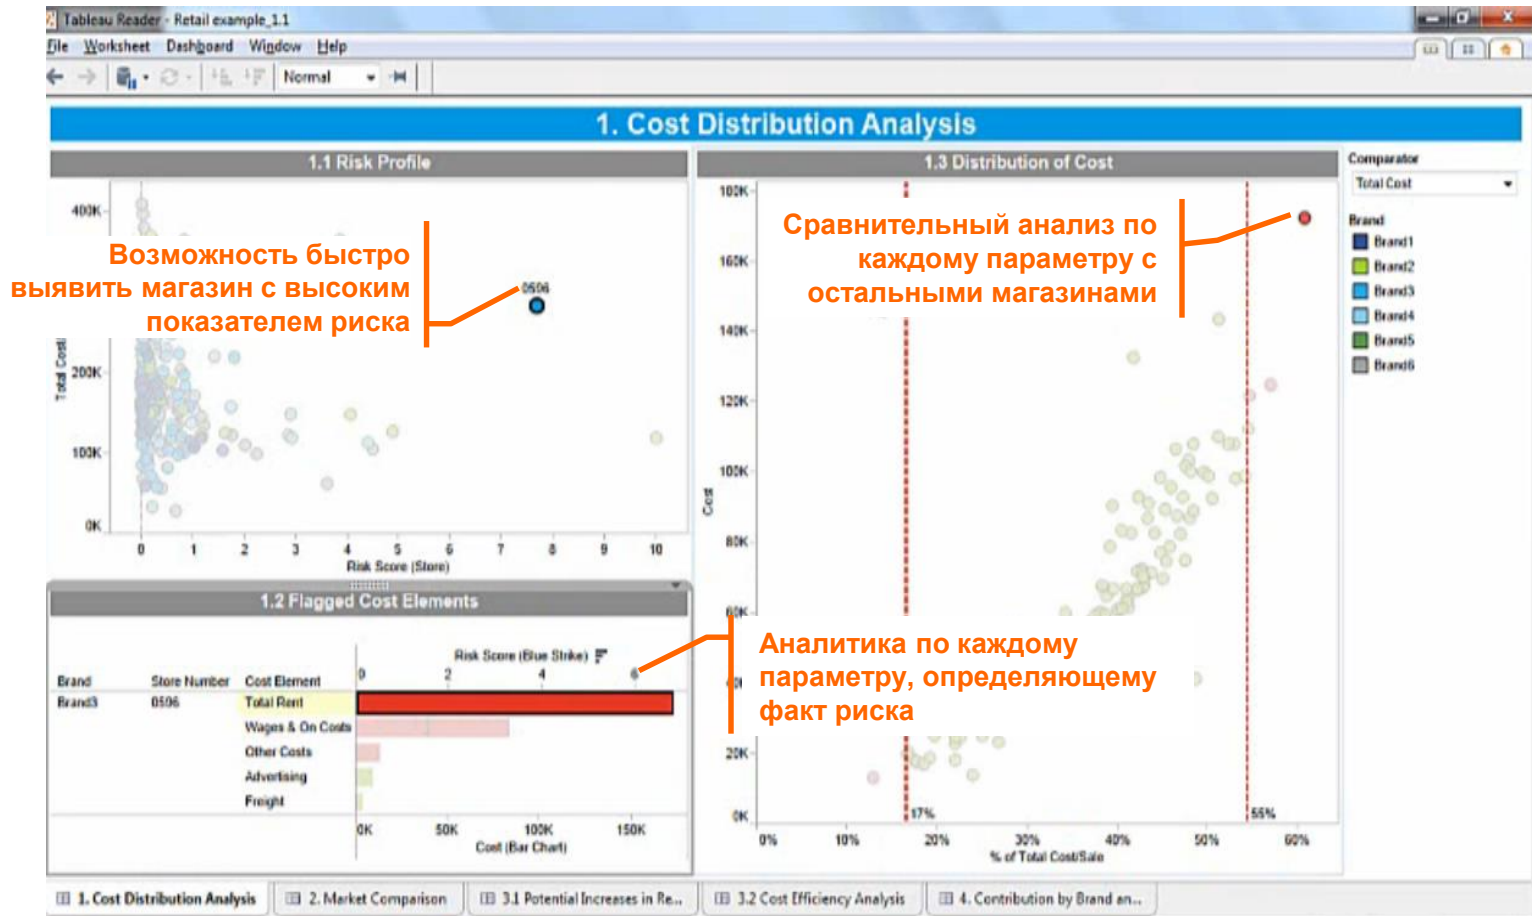 Tableau Reader - Retail example_1.1
File Worksheet Dashboard Window Help
Normal
1. Cost Distribution Analysis
1.1 Risk Profile
400K
200K
100K
0K
Total Cost/
0596
0 1 2 3 4 5 6 7 8 9 10
Risk Score (Store)
Возможность быстро
выявить магазин с высоким
показателем риска
1.2 Flagged Cost Elements
Risk Score (Blue Strike)
0 2 4 6
Brand Store Number Cost Element
Brand3 0596 Total Rent
Wages & On Costs
Other Costs
Advertising
Freight
0K 50K 100K 150K
Cost (Bar Chart)
1.3 Distribution of Cost
180K
160K
140K
120K
100K
80K
60K
20K
0K
Cost
Сравнительный анализ по
каждому параметру с
остальными магазинами
Аналитика по каждому
параметру, определяющему
факт риска
17% 55%
0% 10% 20% 30% 40% 50% 60%
% of Total Cost/Sale
Comparator
Total Cost
Brand
Brand1
Brand2
Brand3
Brand4
Brand5
Brand6
1. Cost Distribution Analysis 2. Market Comparison 3.1 Potential Increases in Re... 3.2 Cost Efficiency Analysis 4. Contribution by Brand an...